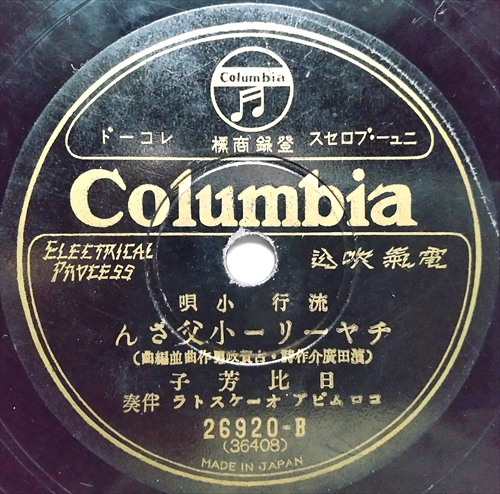 Columbia
ニュー・プロセス 登録商標 レコード
Columbia
ELECTRICAL
PROCESS
電氣吹込
流行小唄
チヤーリー小父さん
(濱田廣介作詩・古賀政男作曲並編曲)
日比芳子
コロムビア オーケストラ 伴奏
26920-B
(36408)
MADE IN JAPAN